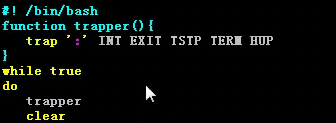 #! /bin/bash
function trapper(){
    trap ':' INT EXIT TSTP TERM HUP
}
while true
do
    trapper
    clear